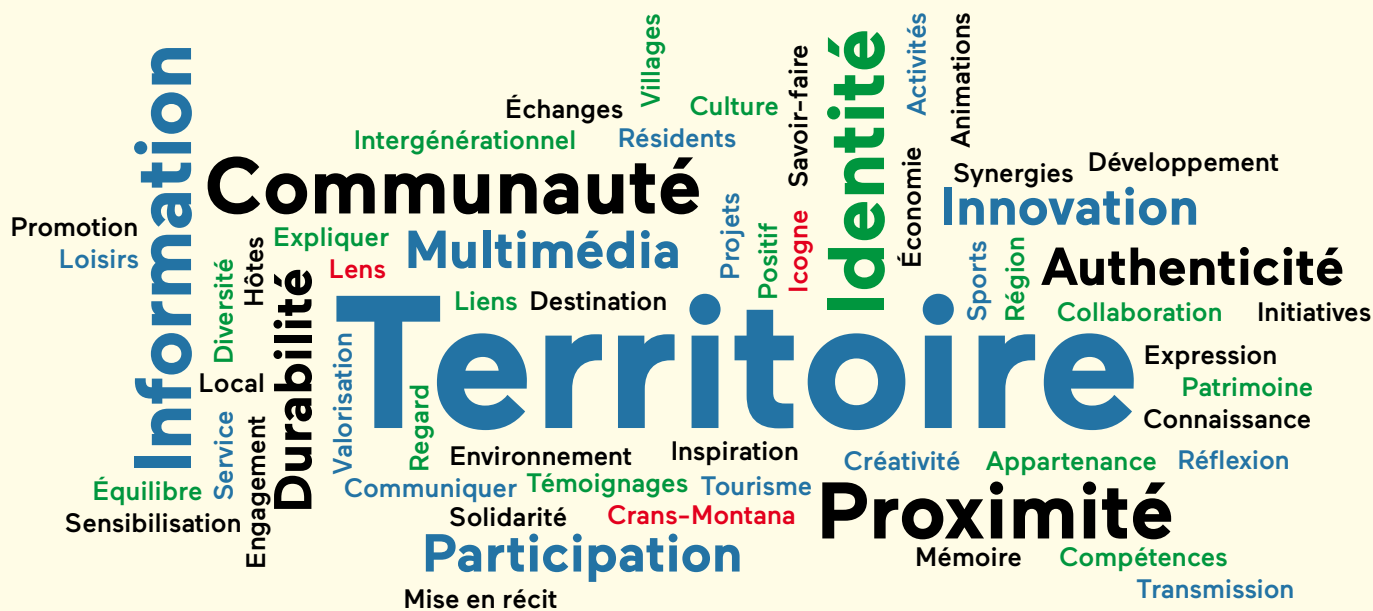 Villages
Activités
Animations
Identité
Savoir-faire
Information
Échanges
Culture
Intergénérationnel
Résidents
Communauté
Économie
Synergies
Développement
Innovation
Promotion
Loisirs
Hôtes
Expliquer
Lens
Multimédia
Projets
Positif
Icogne
Sports
Région
Authenticité
Diversité
Durabilité
Liens
Destination
Territoire
Collaboration
Initiatives
Expression
Patrimoine
Connaissance
Local
Valorisation
Regard
Service
Engagement
Environnement
Inspiration
Créativité
Appartenance
Réflexion
Équilibre
Sensibilisation
Communiquer
Témoignages
Tourisme
Solidarité
Crans-Montana
Proximité
Participation
Mémoire
Compétences
Transmission
Mise en récit